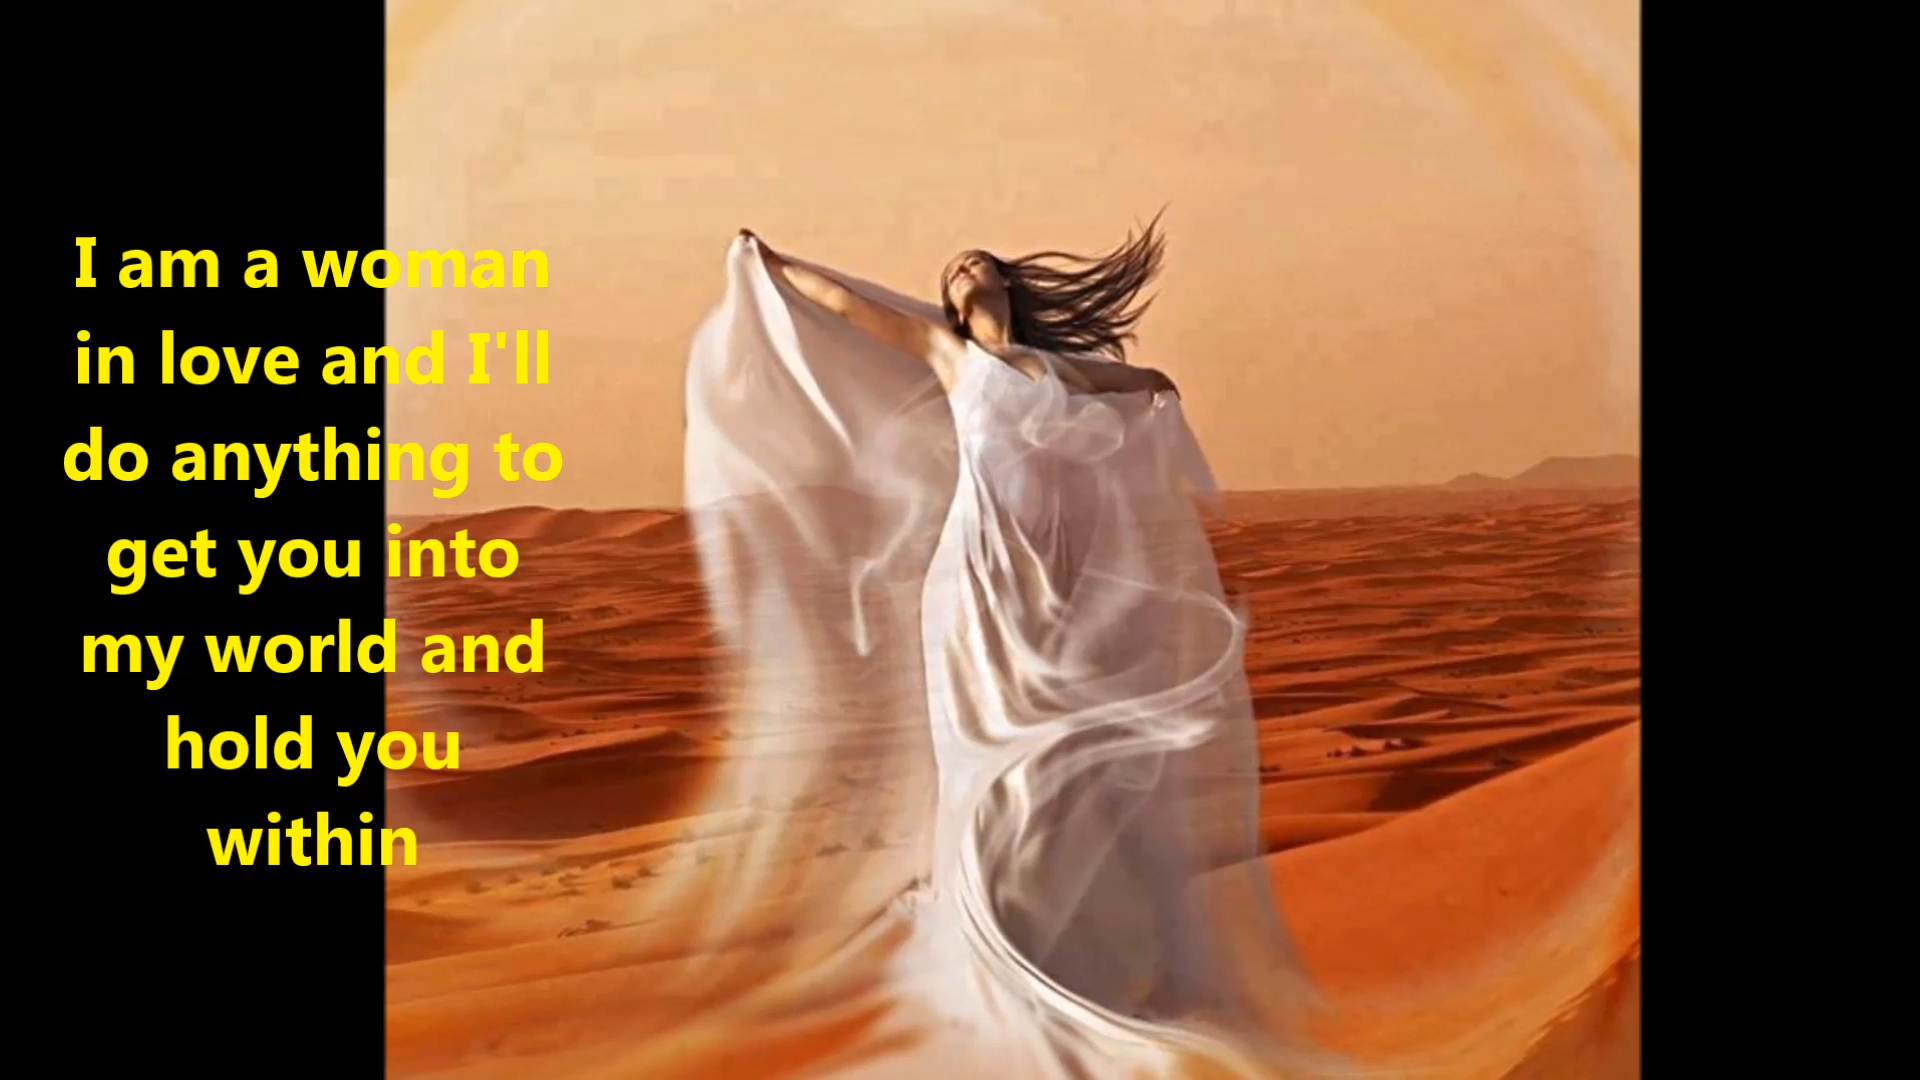 I am a woman
in love and I'll
do anything to
get you into
my world and
hold you
within